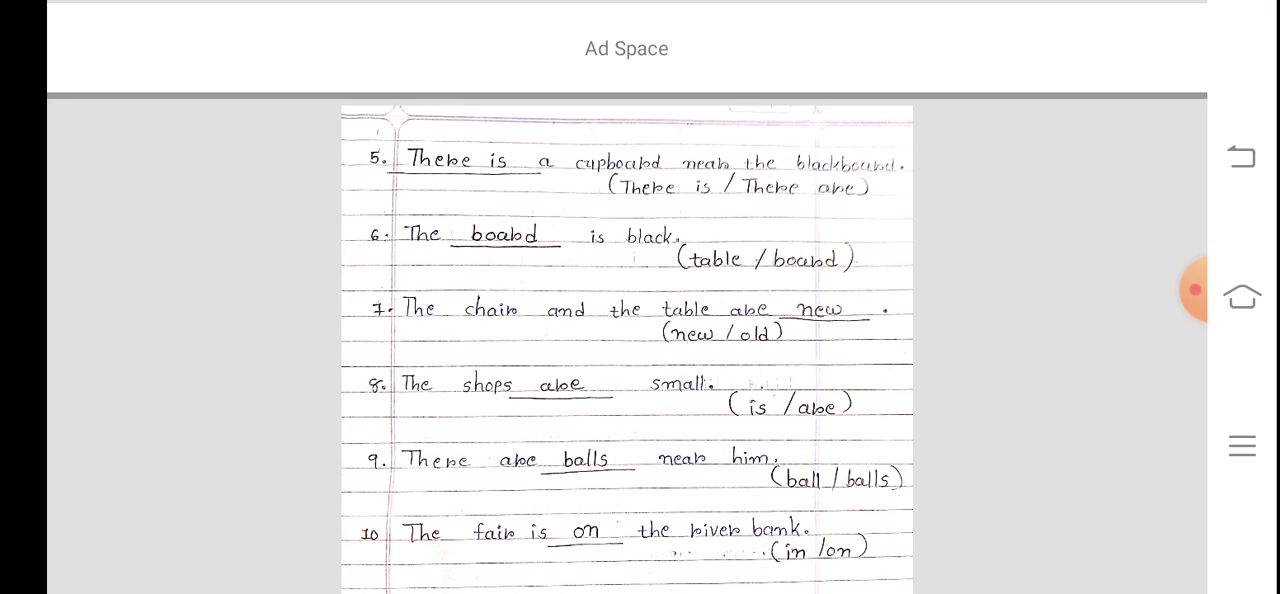 Ad Space
5. There is a cupboard near the blackboard.
(There is / There are)
6. The board is black.
(table / board)
7. The chair and the table are new .
(new / old)
8. The shops are small.
(is / are)
9. There are balls near him.
(ball / balls)
10 The fair is on the river bank.
(in / on)